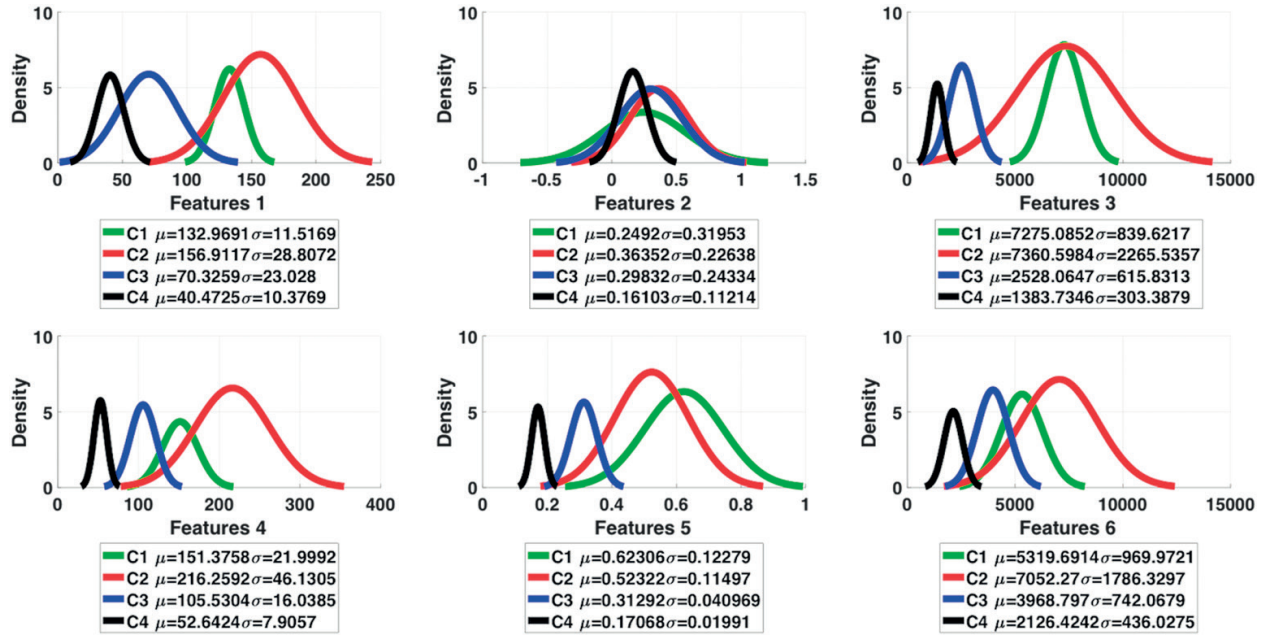 10
5
0
Density
0 50 100 150 200 250
Features 1
C1 μ=132.9691σ=11.5169
C2 μ=156.9117σ=28.8072
C3 μ=70.3259σ=23.028
C4 μ=40.4725σ=10.3769
10
5
0
Density
-1 -0.5 0 0.5 1 1.5
Features 2
C1 μ=0.2492σ=0.31953
C2 μ=0.36352σ=0.22638
C3 μ=0.29832σ=0.24334
C4 μ=0.16103σ=0.11214
10
5
0
Density
0 5000 10000 15000
Features 3
C1 μ=7275.0852σ=839.6217
C2 μ=7360.5984σ=2265.5357
C3 μ=2528.0647σ=615.8313
C4 μ=1383.7346σ=303.3879
10
5
0
Density
0 100 200 300 400
Features 4
C1 μ=151.3758σ=21.9992
C2 μ=216.2592σ=46.1305
C3 μ=105.5304σ=16.0385
C4 μ=52.6424σ=7.9057
10
5
0
Density
0 0.2 0.4 0.6 0.8 1
Features 5
C1 μ=0.62306σ=0.12279
C2 μ=0.52322σ=0.11497
C3 μ=0.31292σ=0.040969
C4 μ=0.17068σ=0.01991
10
5
0
Density
0 5000 10000 15000
Features 6
C1 μ=5319.6914σ=969.9721
C2 μ=7052.27σ=1786.3297
C3 μ=3968.797σ=742.0679
C4 μ=2126.4242σ=436.0275